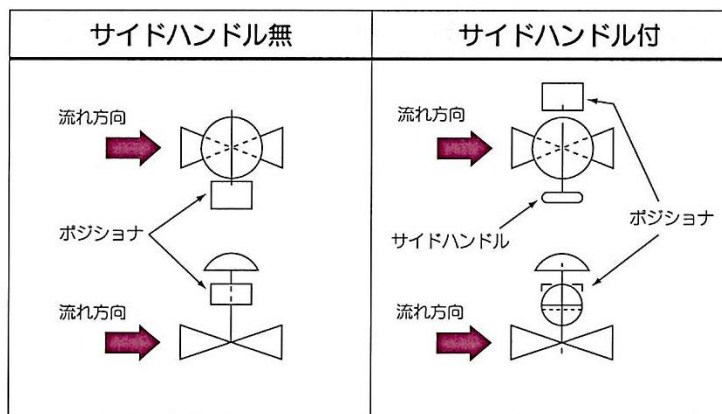 サイドハンドル無
サイドハンドル付
流れ方向
ポジショナ
流れ方向
流れ方向
サイドハンドル
ポジショナ
流れ方向